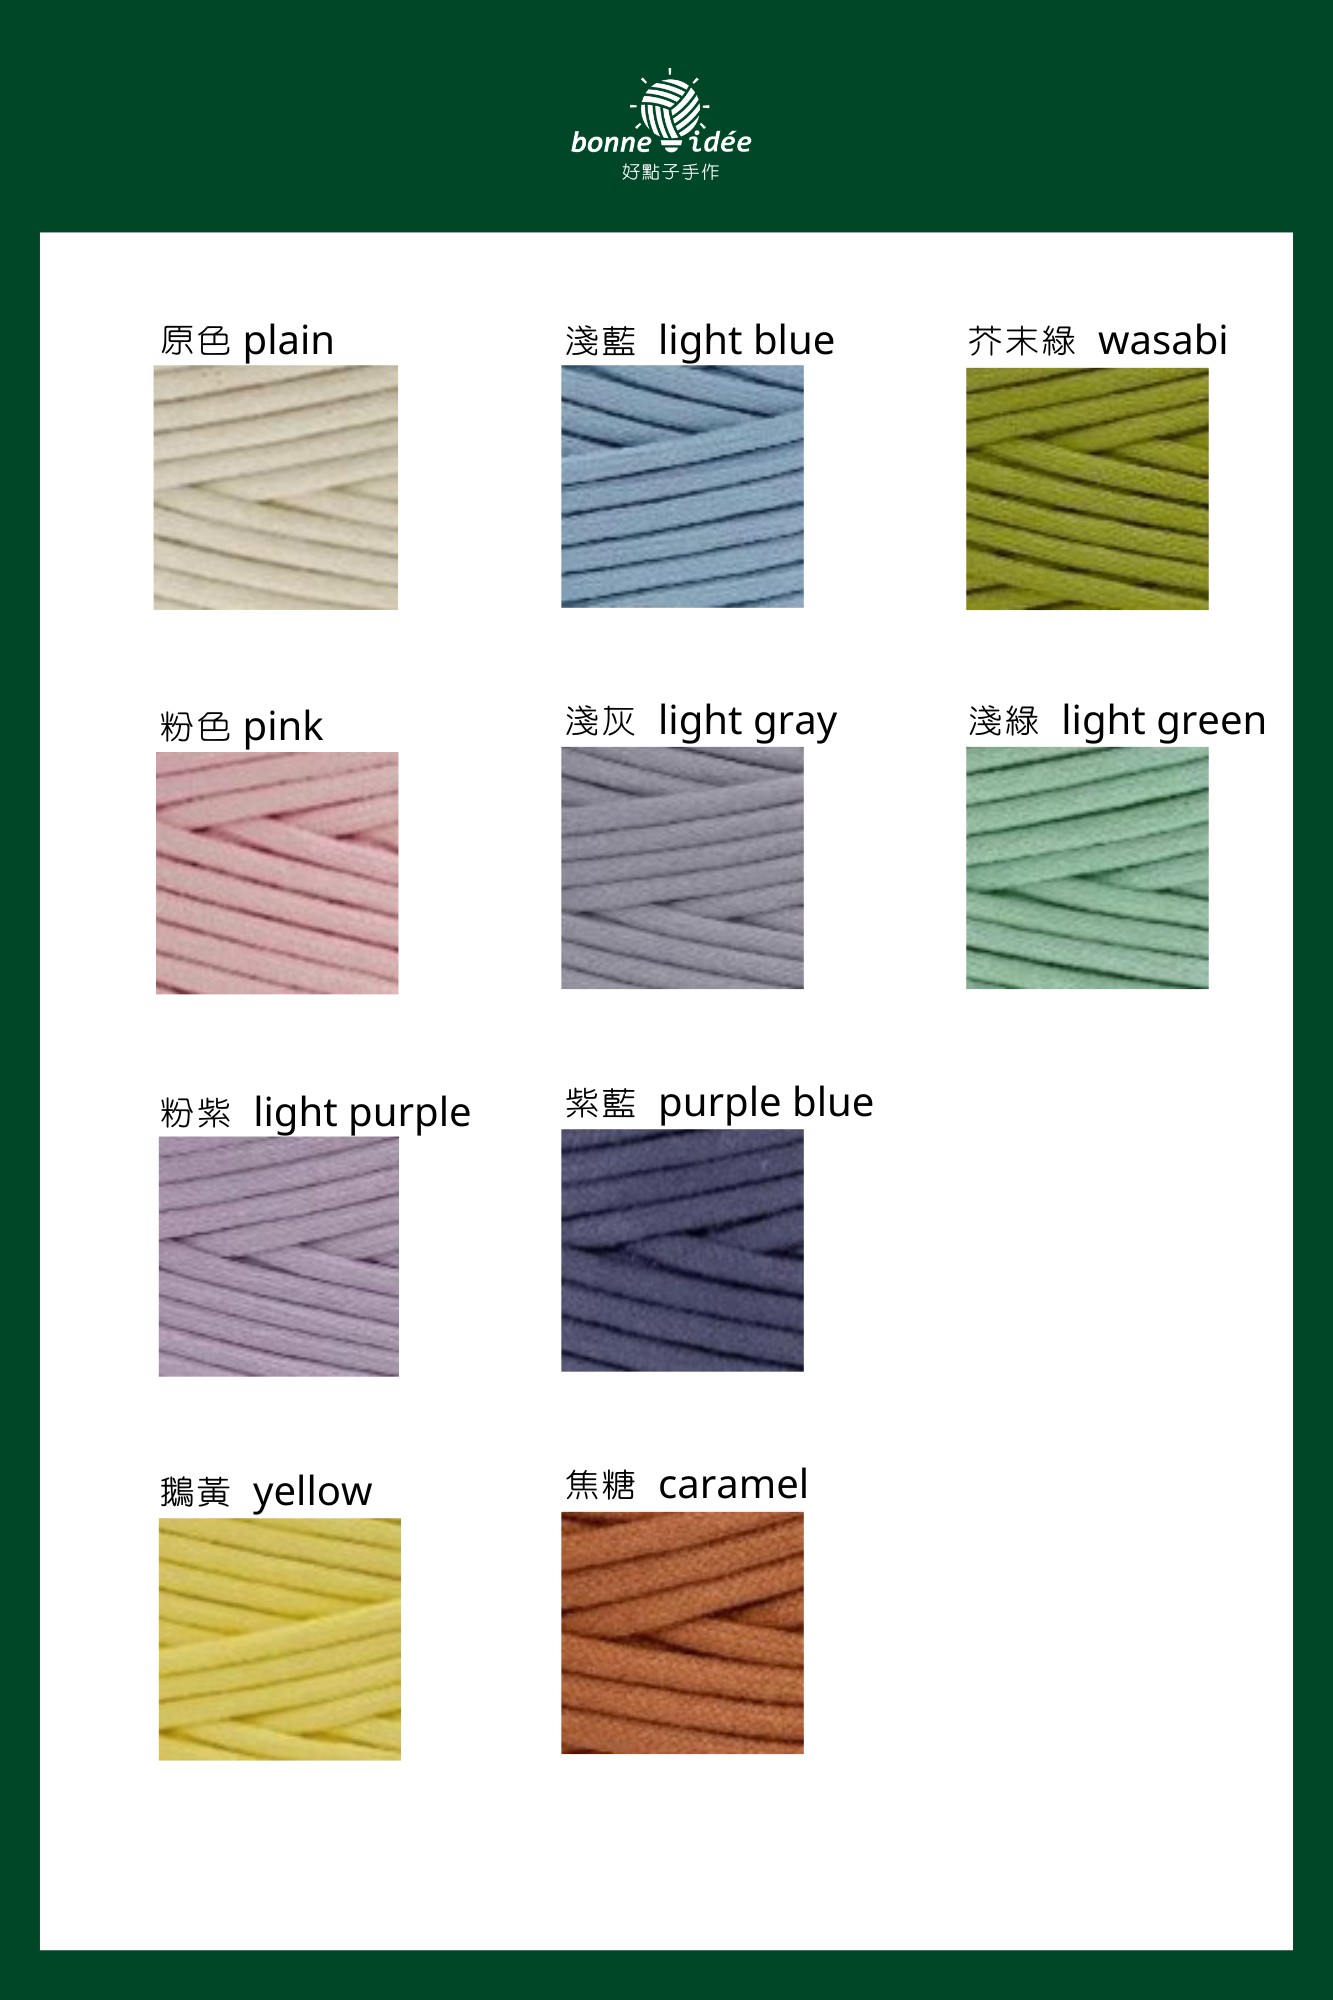 bonne idée
好點子手作
原色 plain
淺藍 light blue
芥末綠 wasabi
粉色 pink
淺灰 light gray
淺綠 light green
粉紫 light purple
紫藍 purple blue
鵝黃 yellow
焦糖 caramel